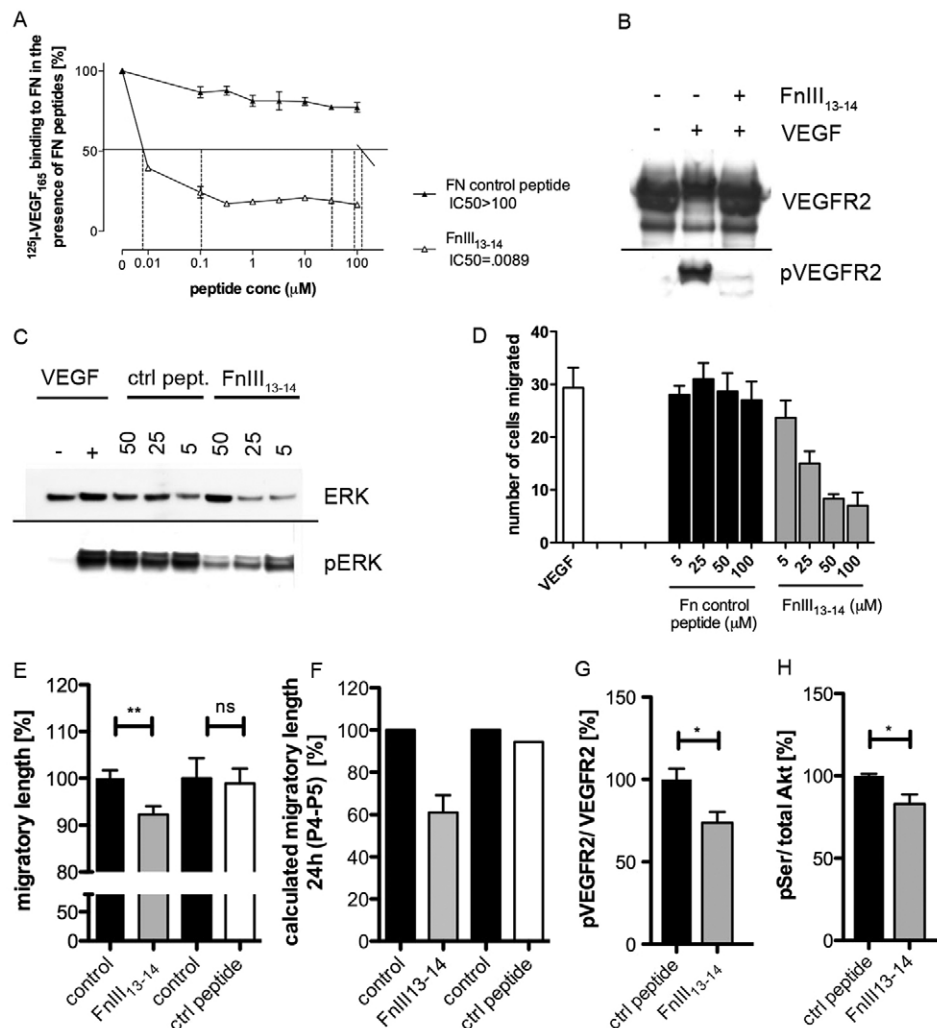 A
¹²⁵I-VEGF₁₆₅ binding to FN in the
presence of FN peptides [%]
100
50
0
0
0.01
0.1
1
10
100
peptide conc (μM)
FN control peptide
IC50>100
FnIII₁₃₋₁₄
IC50=.0089
B
- - + FnIII₁₃₋₁₄
- + + VEGF
VEGFR2
pVEGFR2
C
VEGF ctrl pept. FnIII₁₃₋₁₄
- + 50 25 5 50 25 5
ERK
pERK
D
number of cells migrated
40
30
20
10
0
VEGF
5 25 50 100
5 25 50 100
Fn control
peptide (μM)
FnIII₁₃₋₁₄ (μM)
E
migratory length [%]
120
110
100
90
80
50
0
**
ns
control
FnIII₁₃₋₁₄
control
ctrl peptide
F
calculated migratory length
24h (P4-P5) [%]
120
100
80
60
40
20
0
control
FnIII13-14
control
ctrl peptide
G
pVEGFR2/ VEGFR2 [%]
150
100
50
0
*
ctrl peptide
FnIII₁₃₋₁₄
H
pSer/ total Akt [%]
150
100
50
0
*
ctrl peptide
FnIII13-14